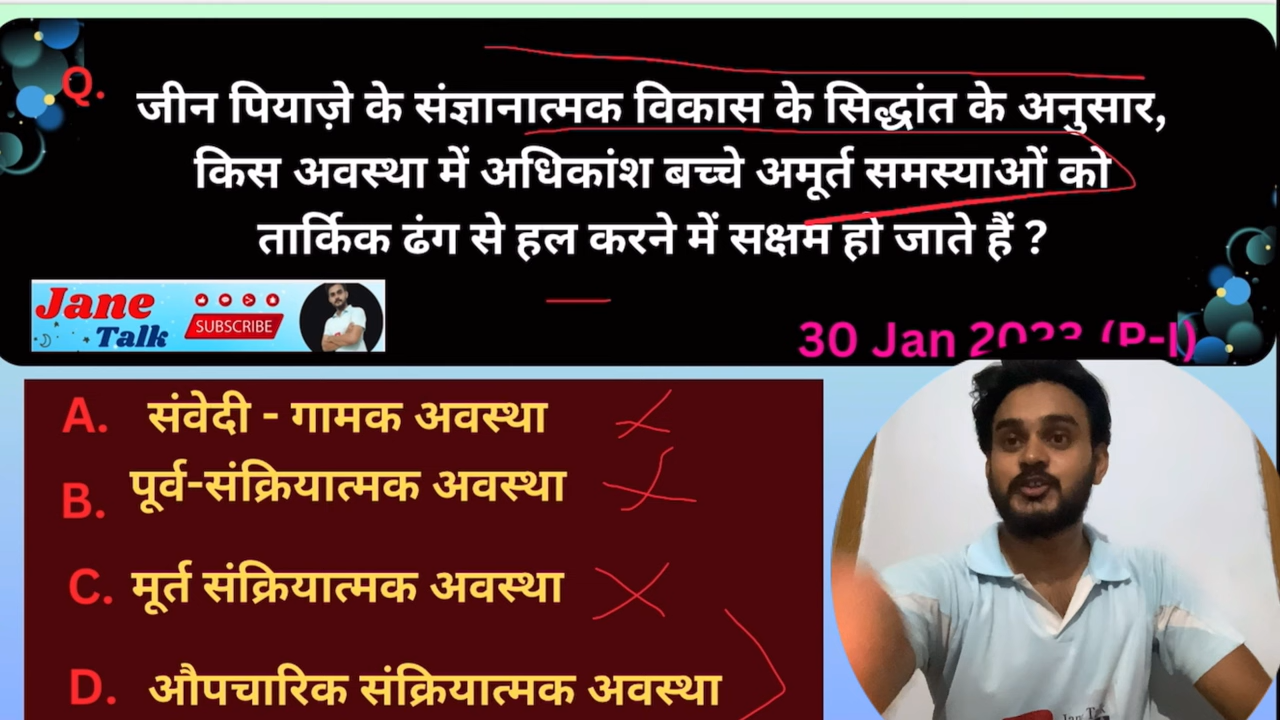 Q.
जीन पियाज़े के संज्ञानात्मक विकास के सिद्धांत के अनुसार,
किस अवस्था में अधिकांश बच्चे अमूर्त समस्याओं को
तार्किक ढंग से हल करने में सक्षम हो जाते हैं ?
Jane
Talk
SUBSCRIBE
30 Jan 2023 (P-I)
A. संवेदी - गामक अवस्था
B. पूर्व-संक्रियात्मक अवस्था
C. मूर्त संक्रियात्मक अवस्था
D. औपचारिक संक्रियात्मक अवस्था